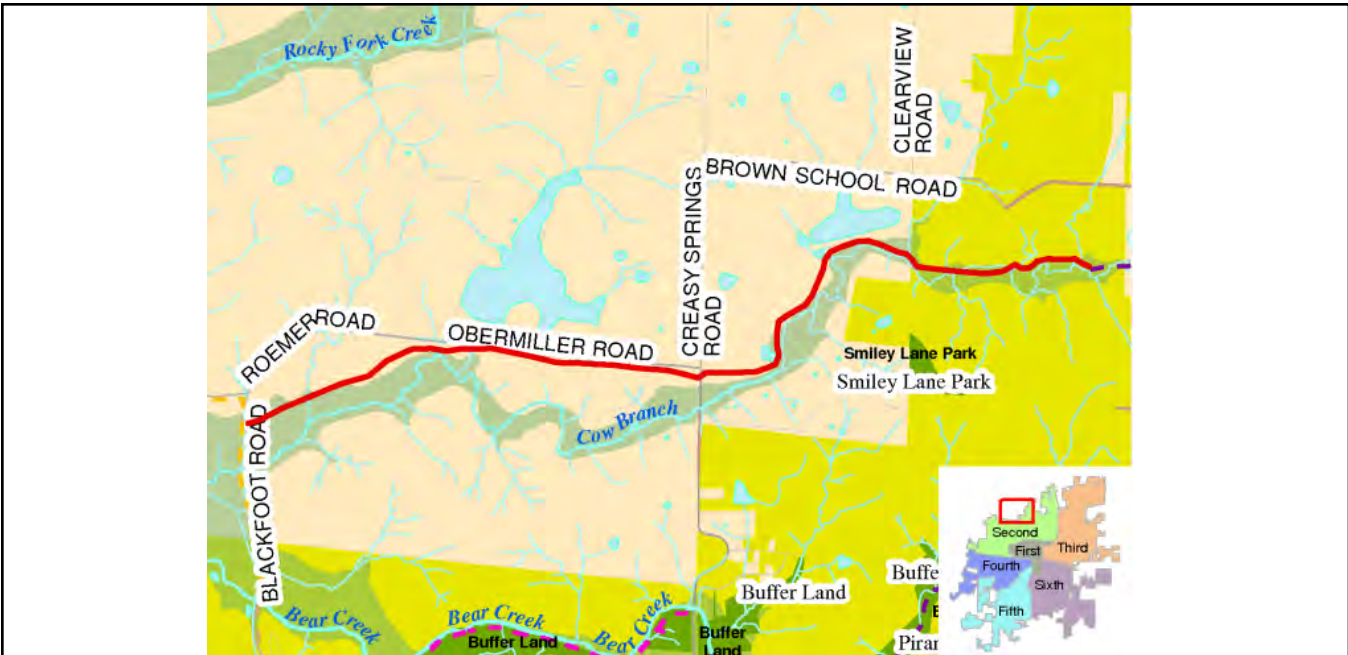 Rocky Fork Creek
CLEARVIEW
ROAD
BROWN SCHOOL ROAD
CREASY SPRINGS
ROAD
ROEMER ROAD
OBERMILLER ROAD
Smiley Lane Park
Smiley Lane Park
Cow Branch
BLACKFOOT ROAD
Second
First
Third
Fourth
Sixth
Fifth
Buffer Land
Buffe
Bear Creek
Bear Creek
Bear Creek
Buffer Land
Buffer
Land
Piran